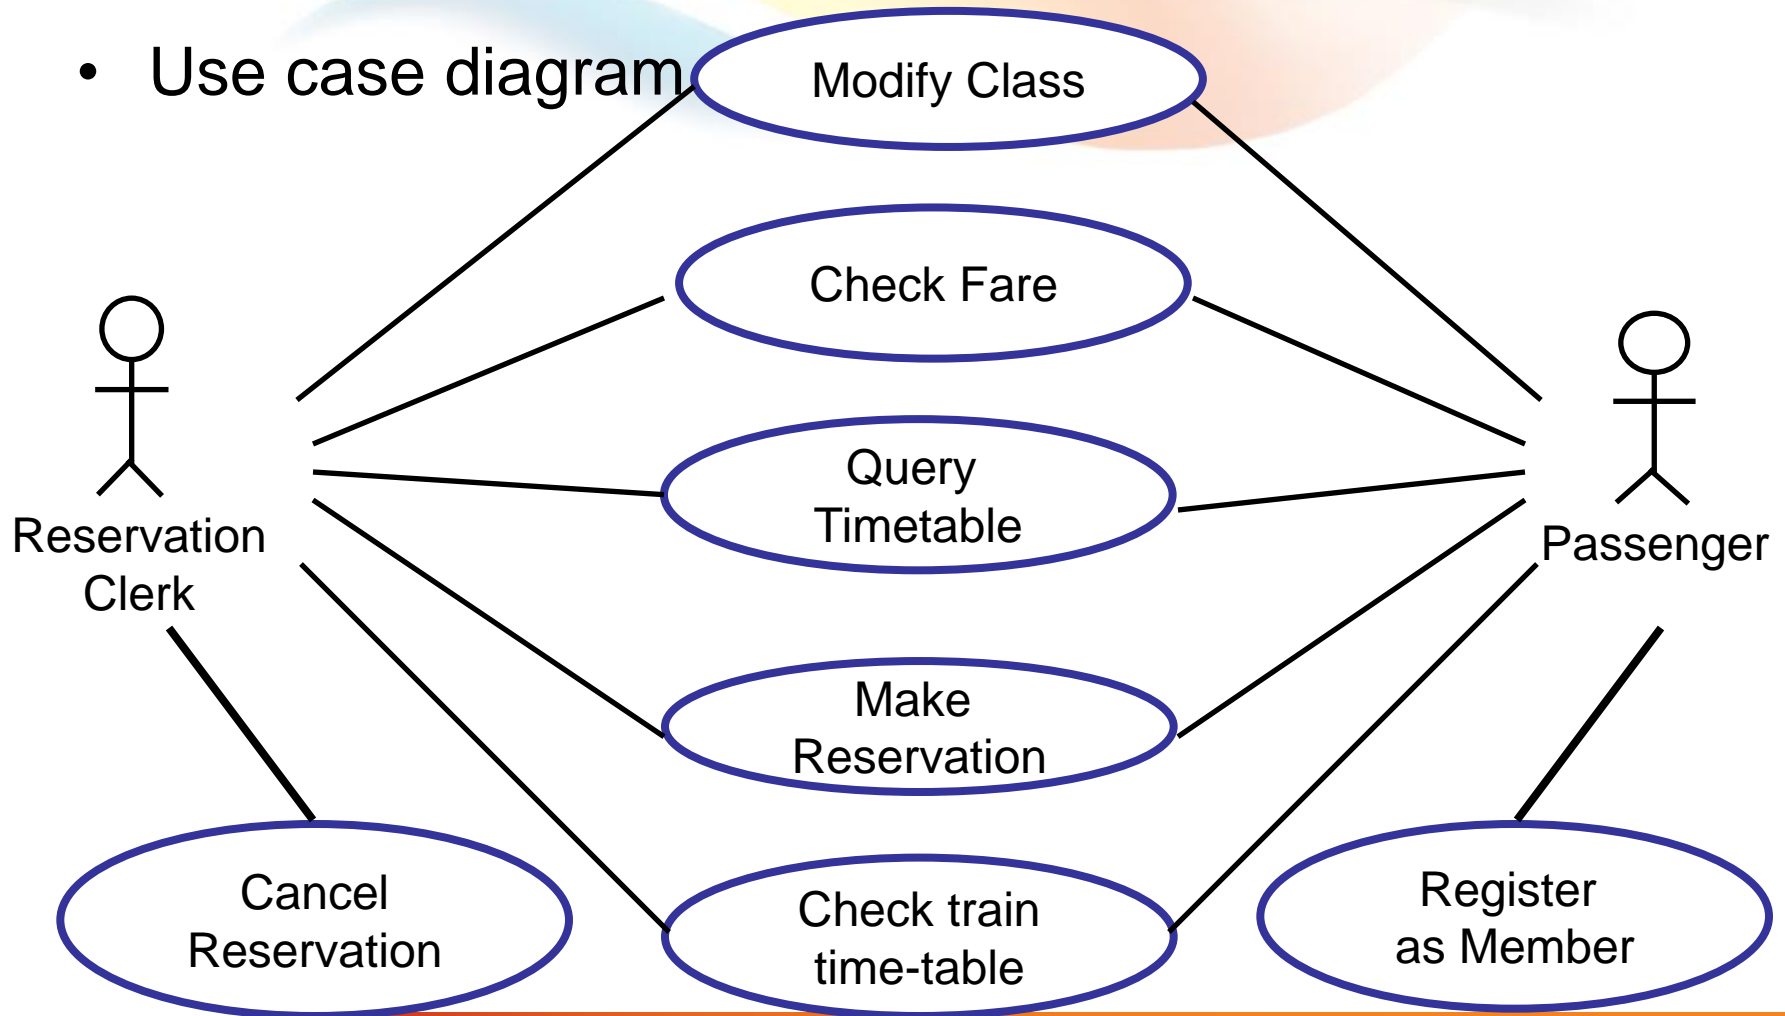 • Use case diagram
Modify Class
Check Fare
Query
Timetable
Reservation
Clerk
Passenger
Make
Reservation
Cancel
Reservation
Check train
time-table
Register
as Member